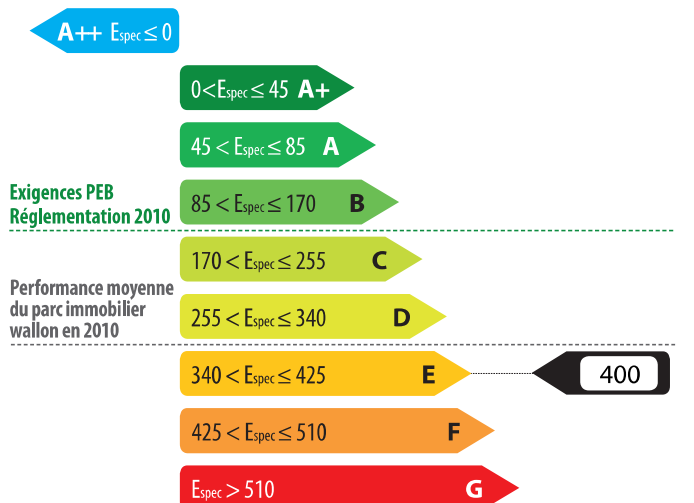 A++ Espec ≤ 0
0 < Espec ≤ 45 A+
45 < Espec ≤ 85 A
Exigences PEB
Réglementation 2010
85 < Espec ≤ 170 B
170 < Espec ≤ 255 C
Performance moyenne
du parc immobilier
wallon en 2010
255 < Espec ≤ 340 D
340 < Espec ≤ 425 E
400
425 < Espec ≤ 510 F
Espec > 510 G